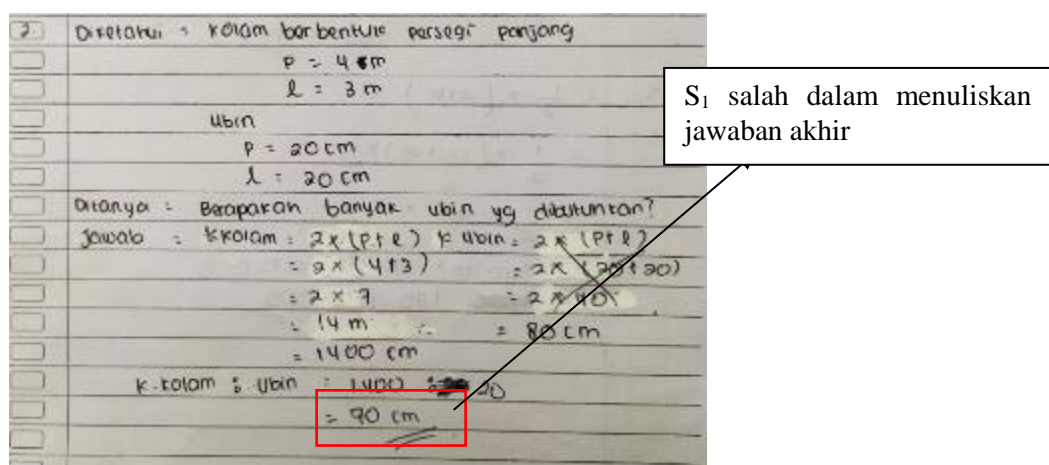 2. Diketahui : Kolam berbentuk persegi panjang
p = 4 m
l = 3 m
ubin
p = 20 cm
l = 20 cm
Ditanya : Berapakah banyak ubin yg dibutuhkan?
Jawab : K kolam = 2 x (p + l) K ubin = 2 x (p + l)
= 2 x (4 + 3) = 2 x (20 + 20)
= 2 x 7 = 2 x 40
= 14 m = 80 cm
= 1400 cm
K. kolam : ubin = 1400 : 20
= 70 cm
S₁ salah dalam menuliskan
jawaban akhir